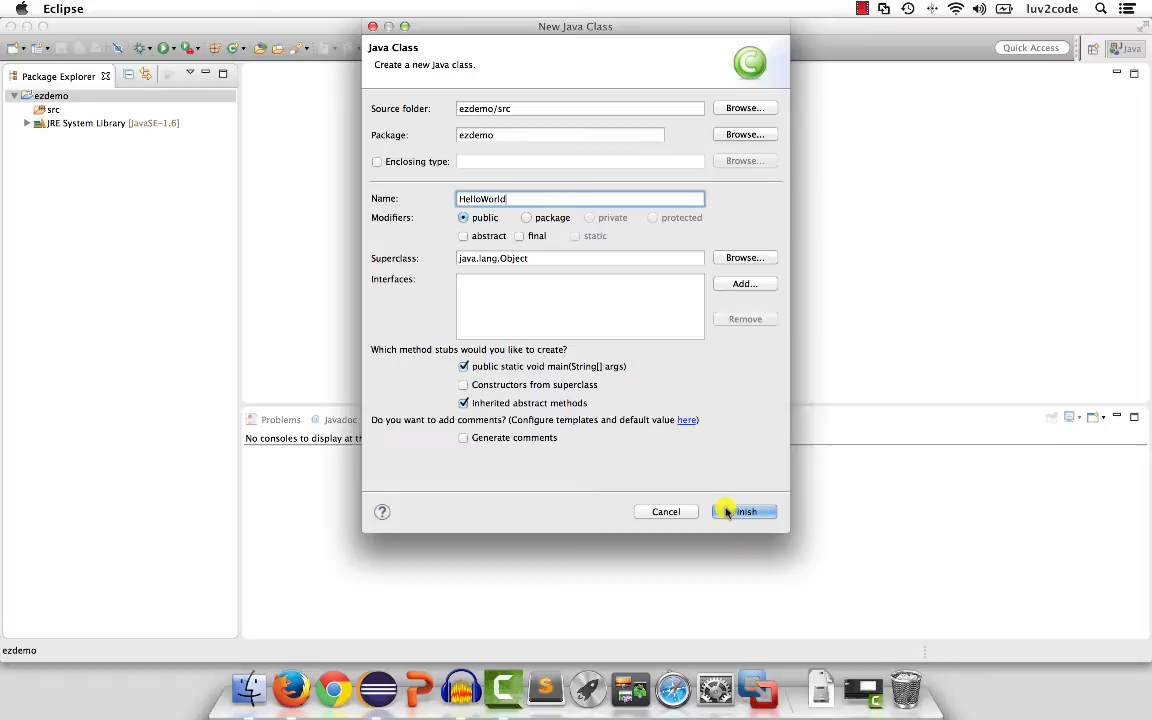 Eclipse
luv2code
New Java Class
Java Class
Create a new Java class.
Quick Access
Java
Package Explorer
ezdemo
src
JRE System Library [JavaSE-1.6]
Source folder: ezdemo/src Browse...
Package: ezdemo Browse...
Enclosing type: Browse...
Name: HelloWorld
Modifiers: public package private protected
abstract final static
Superclass: java.lang.Object Browse...
Interfaces: Add...
Remove
Which method stubs would you like to create?
public static void main(String[] args)
Constructors from superclass
Inherited abstract methods
Do you want to add comments? (Configure templates and default value here)
Generate comments
? Cancel
Problems @ Javadoc
No consoles to display at
ezdemo